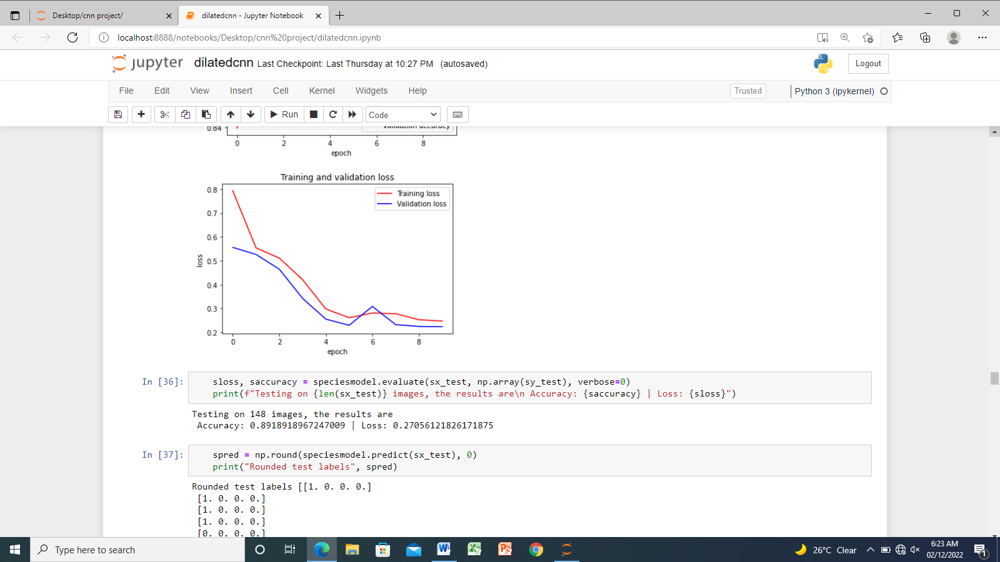 Desktop/cnn project/
dilatedcnn - Jupyter Notebook
localhost:8888/notebooks/Desktop/cnn%20project/dilatedcnn.ipynb
jupyter dilatedcnn Last Checkpoint: Last Thursday at 10:27 PM (autosaved)
Logout
File Edit View Insert Cell Kernel Widgets Help
Trusted
Python 3 (ipykernel)
Run
Code
0.84
Validation accuracy
0 2 4 6 8
epoch
Training and validation loss
Training loss
Validation loss
0.8
0.7
0.6
0.5
0.4
0.3
0.2
loss
0 2 4 6 8
epoch
In [36]:
sloss, saccuracy = speciesmodel.evaluate(sx_test, np.array(sy_test), verbose=0)
print(f"Testing on {len(sx_test)} images, the results are\n Accuracy: {saccuracy} | Loss: {sloss}")
Testing on 148 images, the results are
Accuracy: 0.8918918967247009 | Loss: 0.27056121826171875
In [37]:
spred = np.round(speciesmodel.predict(sx_test), 0)
print("Rounded test labels", spred)
Rounded test labels [[1. 0. 0. 0.]
[1. 0. 0. 0.]
[1. 0. 0. 0.]
[1. 0. 0. 0.]
[0. 0. 0. 0.]
Type here to search
26°C Clear
6:23 AM
02/12/2022
1